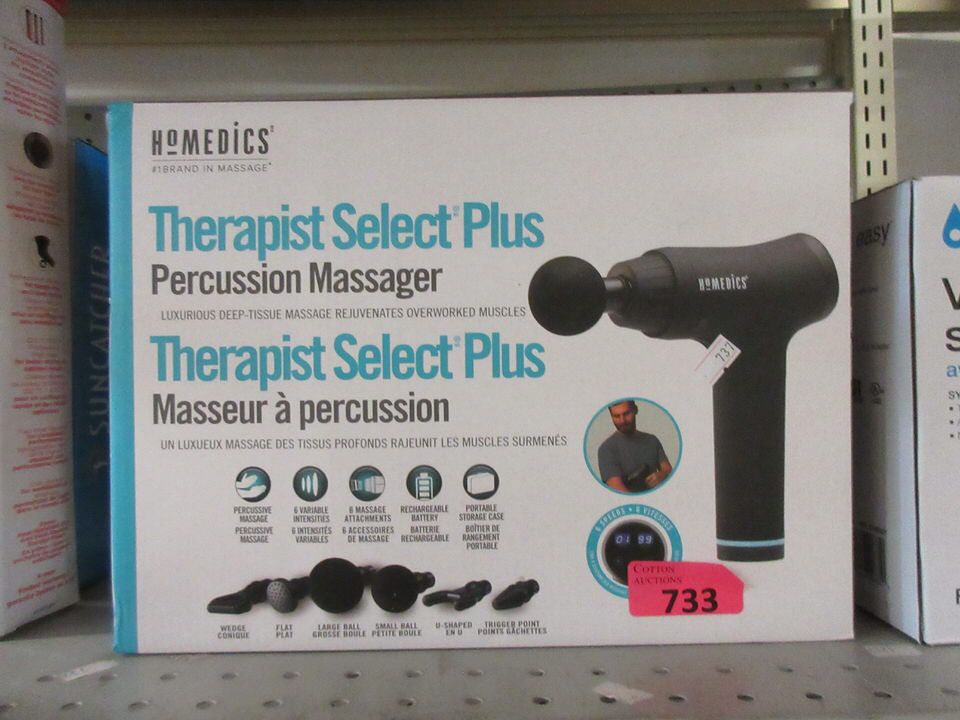 HoMEDiCS
#1 BRAND IN MASSAGE*
Therapist Select® Plus
Percussion Massager
LUXURIOUS DEEP-TISSUE MASSAGE REJUVENATES OVERWORKED MUSCLES
Therapist Select® Plus
Masseur à percussion
UN LUXUEUX MASSAGE DES TISSUS PROFONDS RAJEUNIT LES MUSCLES SURMENÉS
HoMEDiCS
737
PERCUSSIVE MASSAGE
PERCUSSIVE MASSAGE
6 VARIABLE INTENSITIES
6 INTENSITÉS VARIABLES
6 MASSAGE ATTACHMENTS
6 ACCESSOIRES DE MASSAGE
RECHARGEABLE BATTERY
BATTERIE RECHARGEABLE
PORTABLE STORAGE CASE
BOÎTIER DE RANGEMENT PORTABLE
6 SPEEDS • 6 VITESSES
01 99
COTTON
AUCTIONS
733
WEDGE
CONIQUE
FLAT
PLAT
LARGE BALL
GROSSE BOULE
SMALL BALL
PETITE BOULE
U-SHAPED
EN U
TRIGGER POINT
POINTS GÂCHETTES
SUNCATCHER
easy